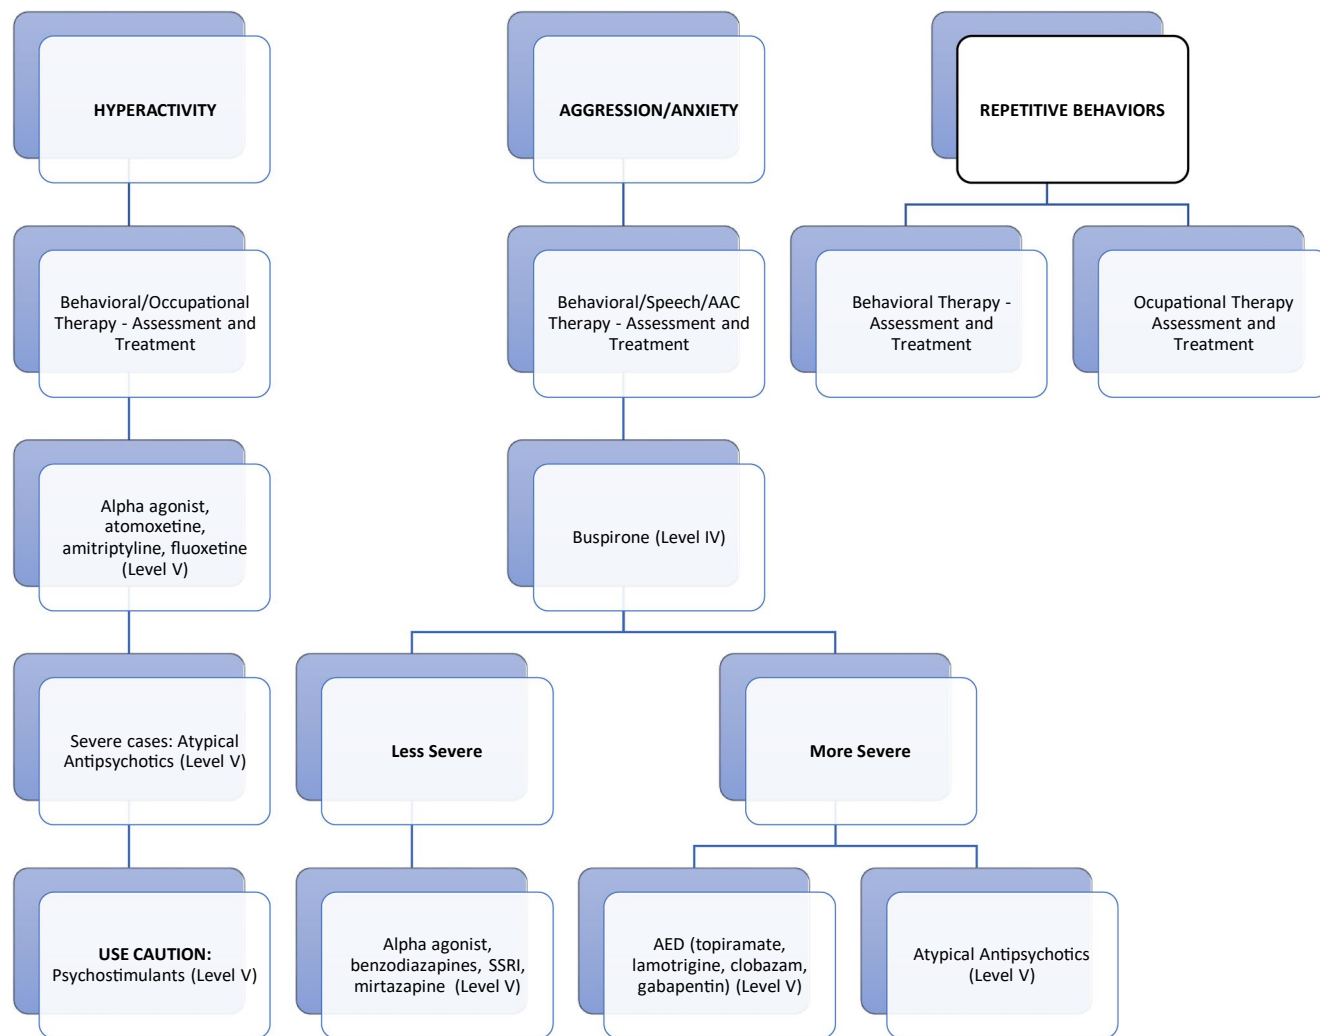 HYPERACTIVITY
AGGRESSION/ANXIETY
REPETITIVE BEHAVIORS
Behavioral/Occupational
Therapy - Assessment and
Treatment
Behavioral/Speech/AAC
Therapy - Assessment and
Treatment
Behavioral Therapy -
Assessment and
Treatment
Ocupational Therapy
Assessment and
Treatment
Alpha agonist,
atomoxetine,
amitriptyline, fluoxetine
(Level V)
Buspirone (Level IV)
Severe cases: Atypical
Antipsychotics (Level V)
Less Severe
More Severe
USE CAUTION:
Psychostimulants (Level V)
Alpha agonist,
benzodiazapines, SSRI,
mirtazapine (Level V)
AED (topiramate,
lamotrigine, clobazam,
gabapentin) (Level V)
Atypical Antipsychotics
(Level V)